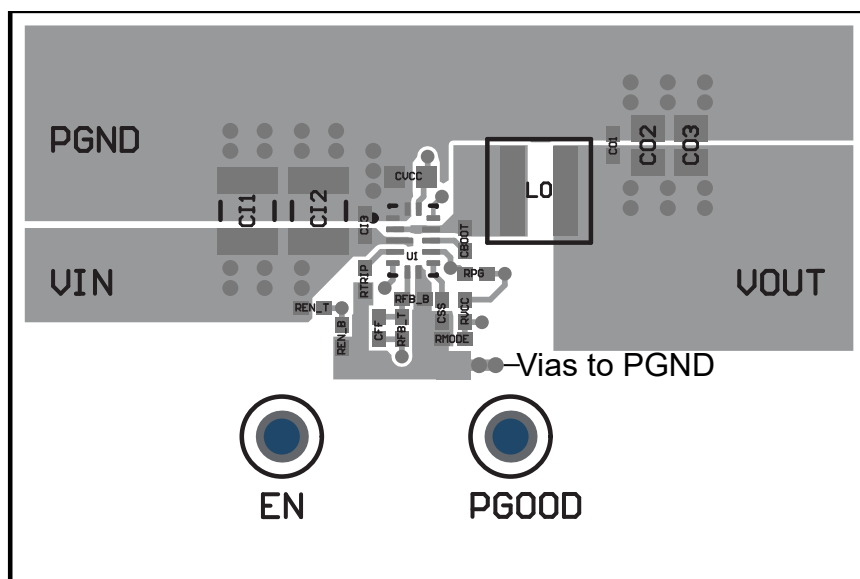 PGND
CVCC
CO1
CO2
CO3
CI1
CI2
CI3
LO
CBOOT
UI
VIN
VOUT
RTRIP
RPG
REN_T
REN_B
RFB_B
CFF
RFB_T
CSS
RVCC
RMODE
Vias to PGND
EN
PGOOD